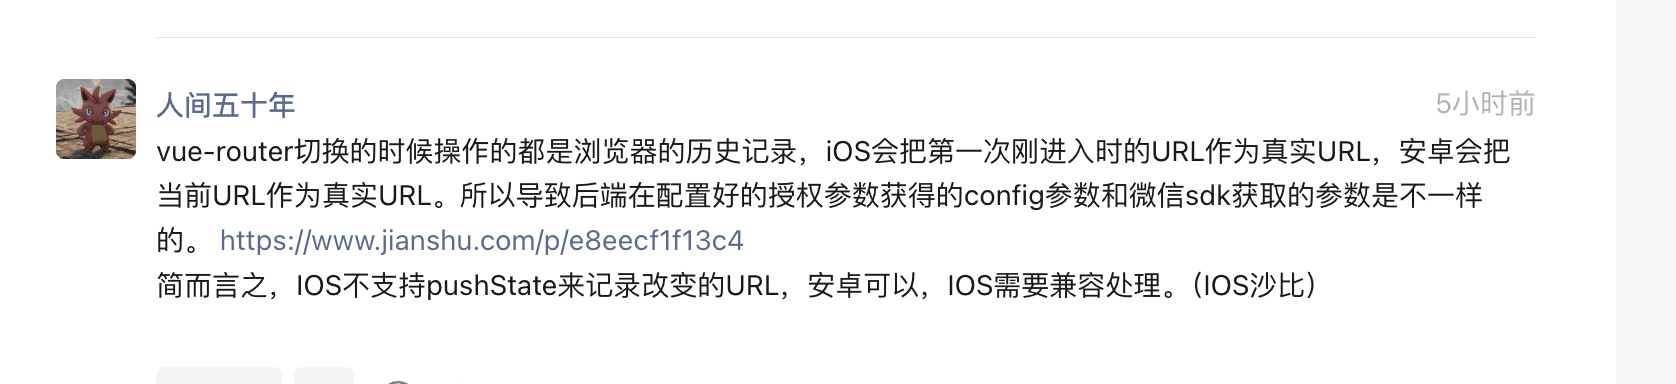 人间五十年
5小时前
vue-router切换的时候操作的都是浏览器的历史记录，iOS会把第一次刚进入时的URL作为真实URL，安卓会把
当前URL作为真实URL。所以导致后端在配置好的授权参数获得的config参数和微信sdk获取的参数是不一样
的。 https://www.jianshu.com/p/e8eecf1f13c4
简而言之，IOS不支持pushState来记录改变的URL，安卓可以，IOS需要兼容处理。（IOS沙比）